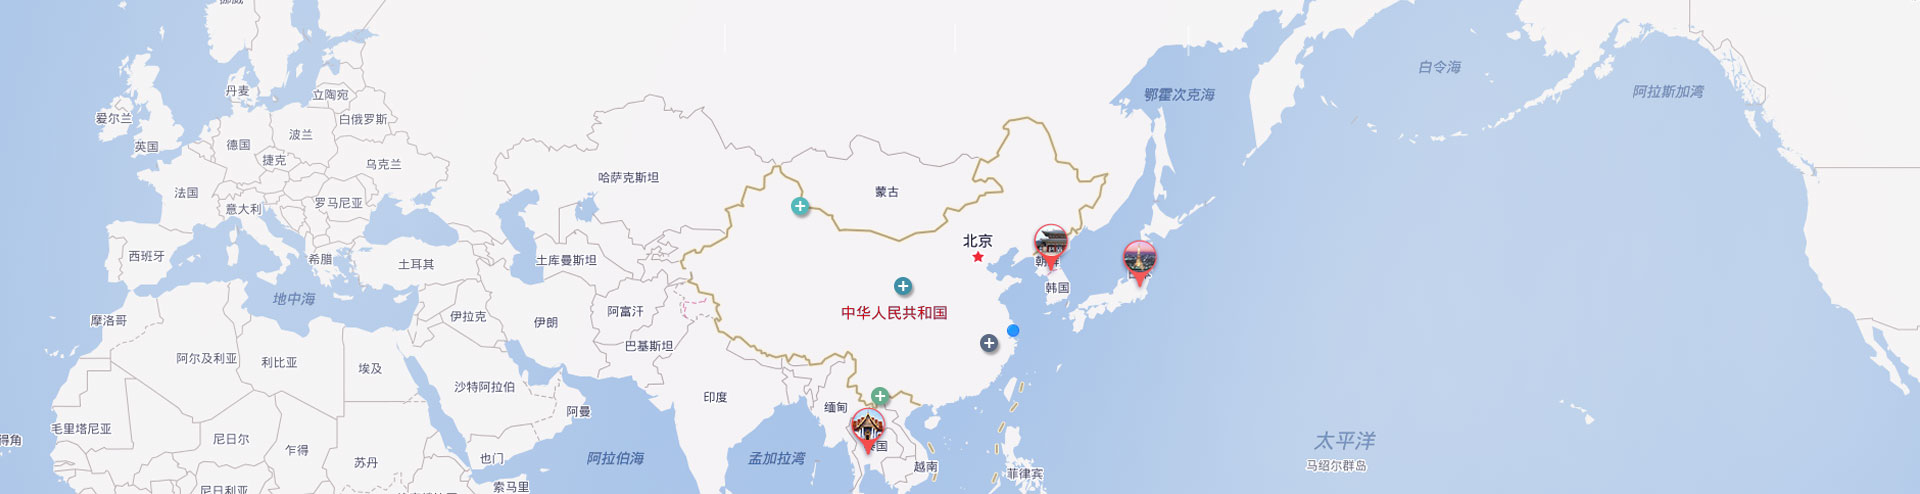 挪威
白令海
丹麦
立陶宛
鄂霍次克海
阿拉斯加湾
爱尔兰
白俄罗斯
波兰
英国
德国
捷克
乌克兰
哈萨克斯坦
法国
蒙古
罗马尼亚
意大利
北京
西班牙
希腊
土耳其
土库曼斯坦
朝鲜
日本
韩国
地中海
阿富汗
中华人民共和国
伊拉克
摩洛哥
伊朗
巴基斯坦
阿尔及利亚
利比亚
埃及
沙特阿拉伯
印度
缅甸
阿曼
毛里塔尼亚
得角
尼日尔
太平洋
泰国
乍得
也门
阿拉伯海
孟加拉湾
苏丹
越南
马绍尔群岛
菲律宾
索马里
尼日利亚